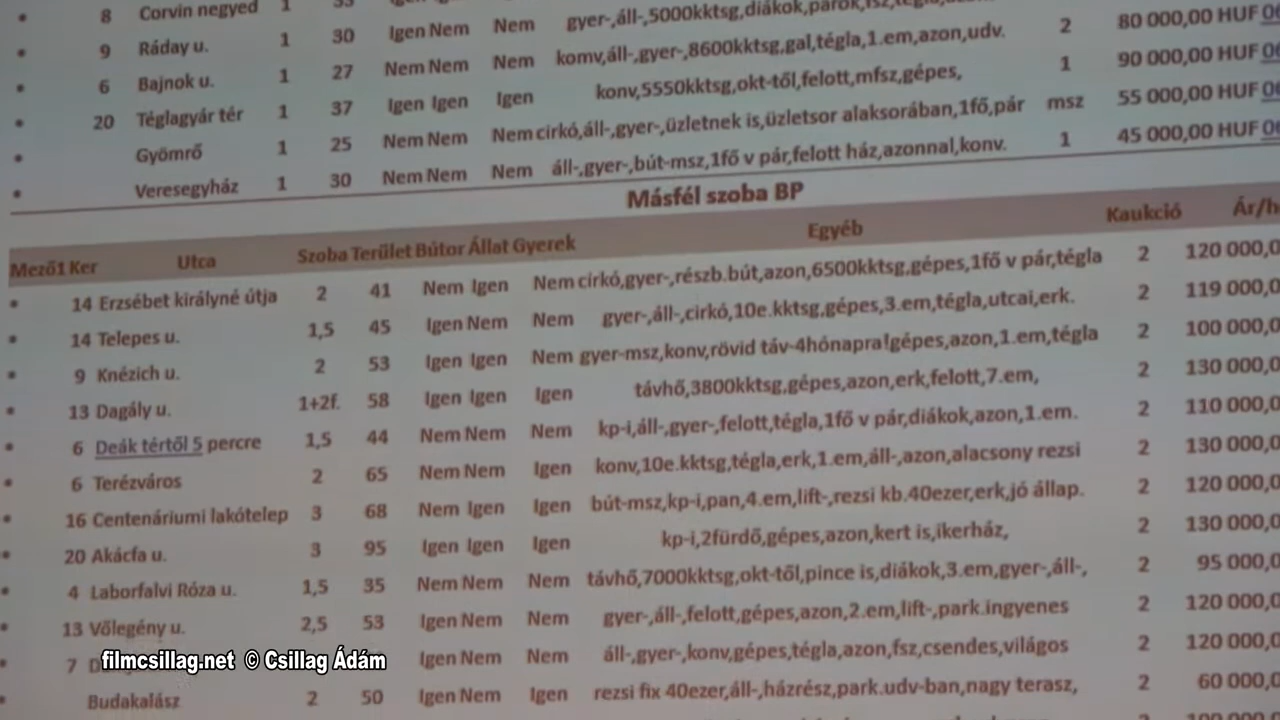 8 Corvin negyed 1 33
9 Ráday u. 1 30 Igen Nem Nem gyer-,áll-,5000kktsg,diákok,párok,fsz,
6 Bajnok u. 1 27 Nem Nem Nem komv,áll-,gyer-,8600kktsg,gal,tégla,1.em,azon,udv. 2 80 000,00 HUF
20 Téglagyár tér 1 37 Igen Igen Igen konv,5550kktsg,okt-től,felott,mfsz,gépes, 1 90 000,00 HUF
Gyömrő 1 25 Nem Nem Nem cirkó,áll-,gyer-,üzletnek is,üzletsor alaksorában,1fő,pár msz 55 000,00 HUF
Veresegyház 1 30 Nem Nem Nem áll-,gyer-,bút-msz,1fő v pár,felott ház,azonnal,konv. 1 45 000,00 HUF
Másfél szoba BP
Mező1 Ker Utca Szoba Terület Bútor Állat Gyerek Egyéb Kaukció Ár/h
14 Erzsébet királyné útja 2 41 Nem Igen Nem cirkó,gyer-,részb.bút,azon,6500kktsg,gépes,1fő v pár,tégla 2 120 000,0
14 Telepes u. 1,5 45 Igen Nem Nem gyer-,áll-,cirkó,10e.kktsg,gépes,3.em,tégla,utcai,erk. 2 119 000,0
9 Knézich u. 2 53 Igen Igen Nem gyer-msz,konv,rövid táv-4hónapra!gépes,azon,1.em,tégla 2 100 000,0
13 Dagály u. 1+2f. 58 Igen Igen Igen távhő,3800kktsg,gépes,azon,erk,felott,7.em, 2 130 000,0
6 Deák tértől 5 percre 1,5 44 Nem Nem Nem kp-i,áll-,gyer-,felott,tégla,1fő v pár,diákok,azon,1.em. 2 110 000,0
6 Terézváros 2 65 Nem Nem Igen konv,10e.kktsg,tégla,erk,1.em,áll-,azon,alacsony rezsi 2 130 000,0
16 Centenáriumi lakótelep 3 68 Nem Igen Igen bút-msz,kp-i,pan,4.em,lift-,rezsi kb.40ezer,erk,jó állap. 2 120 000,0
20 Akácfa u. 3 95 Igen Igen Igen kp-i,2fürdő,gépes,azon,kert is,ikerház, 2 130 000,0
4 Laborfalvi Róza u. 1,5 35 Nem Nem Nem távhő,7000kktsg,okt-től,pince is,diákok,3.em,gyer-,áll-, 2 95 000,0
13 Vőlegény u. 2,5 53 Igen Nem Nem gyer-,áll-,felott,gépes,azon,2.em,lift-,park.ingyenes 2 120 000,0
7 Igen Nem Nem áll-,gyer-,konv,gépes,tégla,azon,fsz,csendes,világos 2 120 000,0
Budakalász 2 50 Igen Nem Igen rezsi fix 40ezer,áll-,házrész,park.udv-ban,nagy terasz, 2 60 000,0
filmcsillag.net © Csillag Ádám